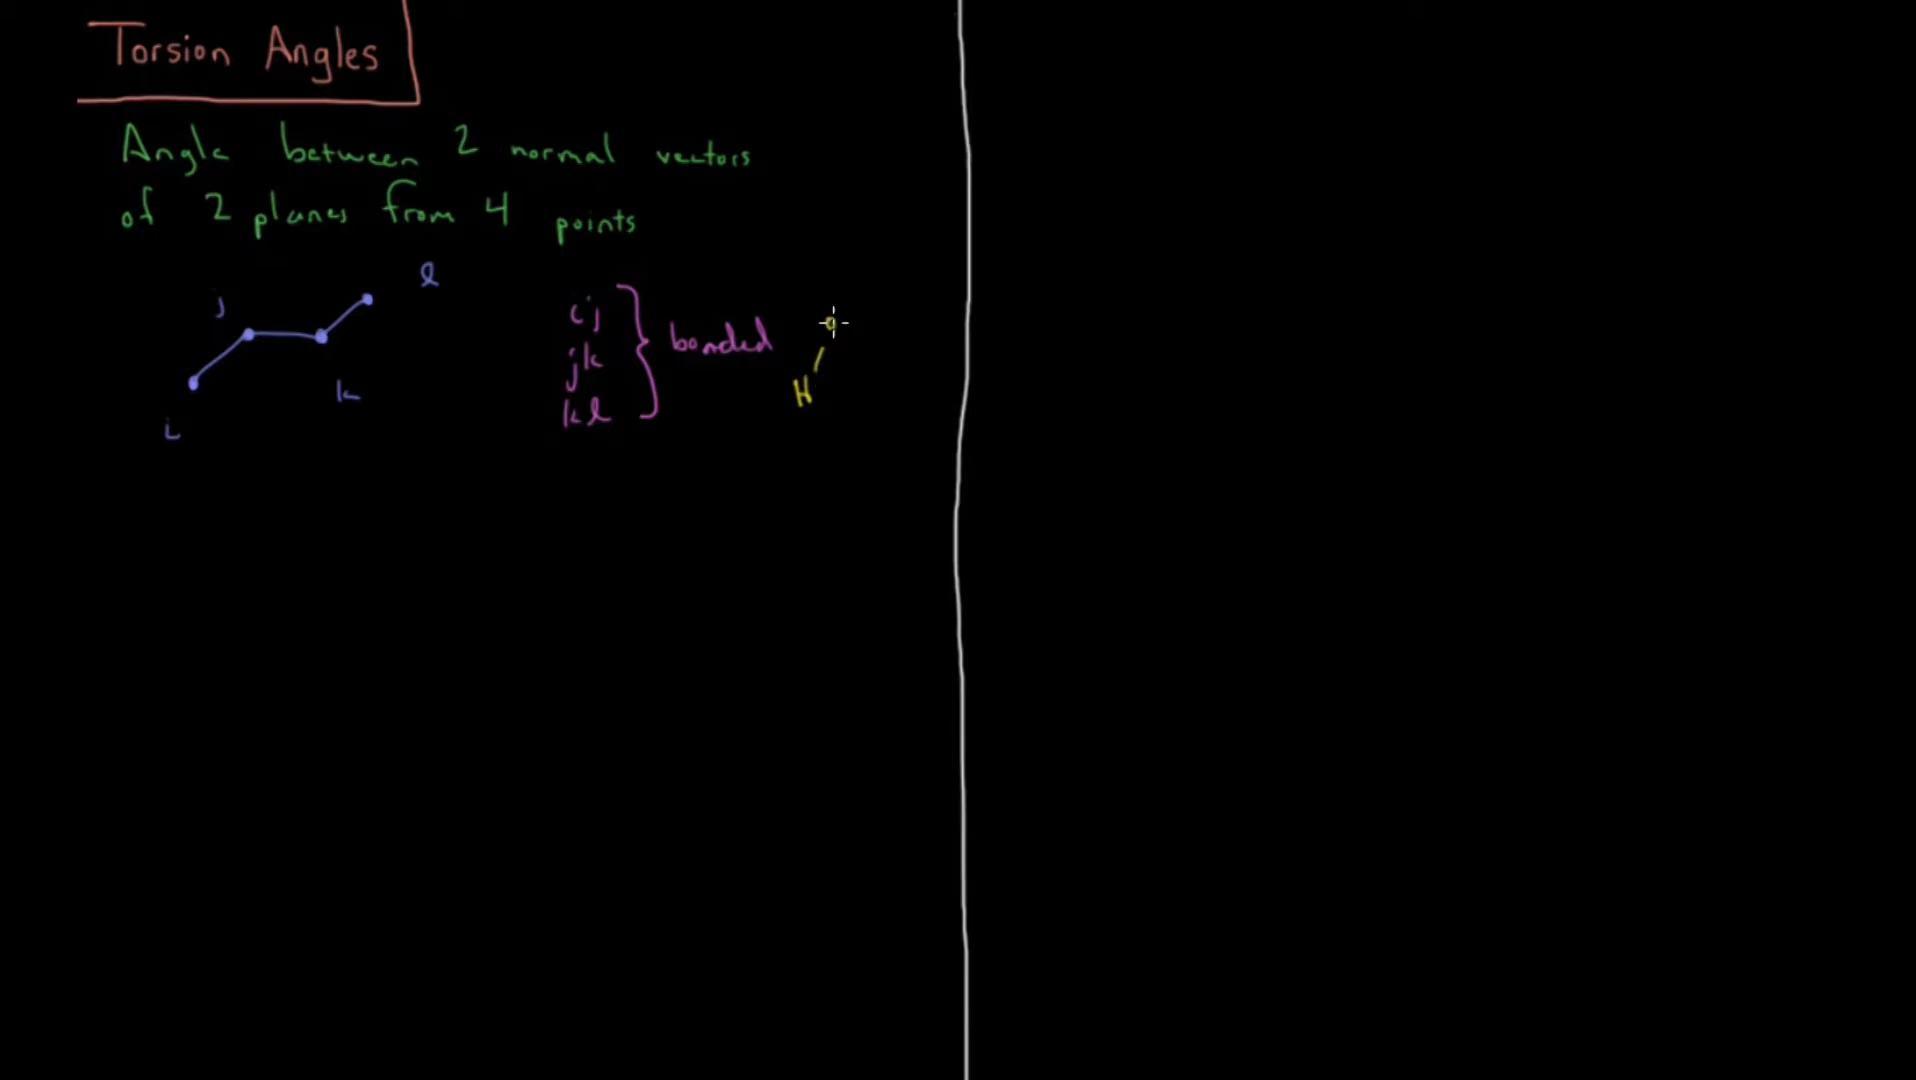 Torsion Angles
Angle between 2 normal vectors
of 2 planes from 4 points
j
l
k
i
ij
jk
kl
bonded
O
H